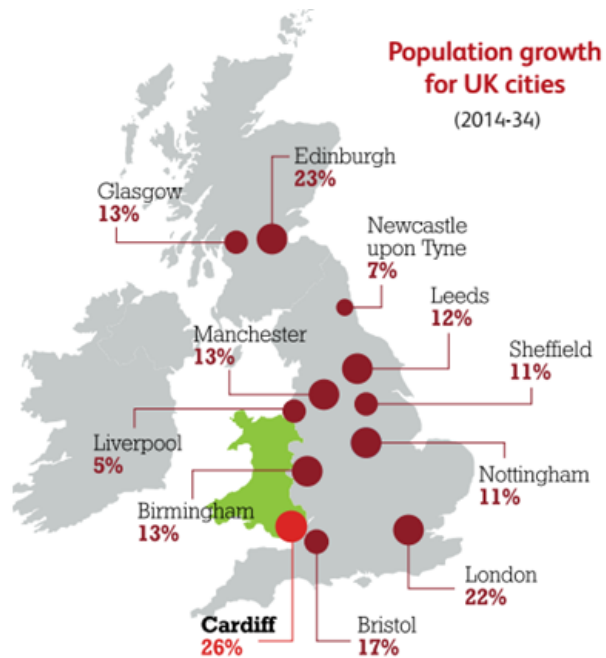 Population growth
for UK cities
(2014-34)
Edinburgh
23%
Glasgow
13%
Newcastle
upon Tyne
7%
Leeds
12%
Manchester
13%
Sheffield
11%
Liverpool
5%
Nottingham
11%
Birmingham
13%
London
22%
Cardiff
26%
Bristol
17%